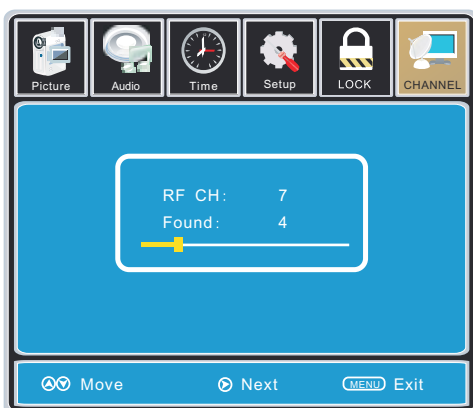 Picture Audio Time Setup LOCK CHANNEL
RF CH: 7
Found: 4
Move Next MENU Exit